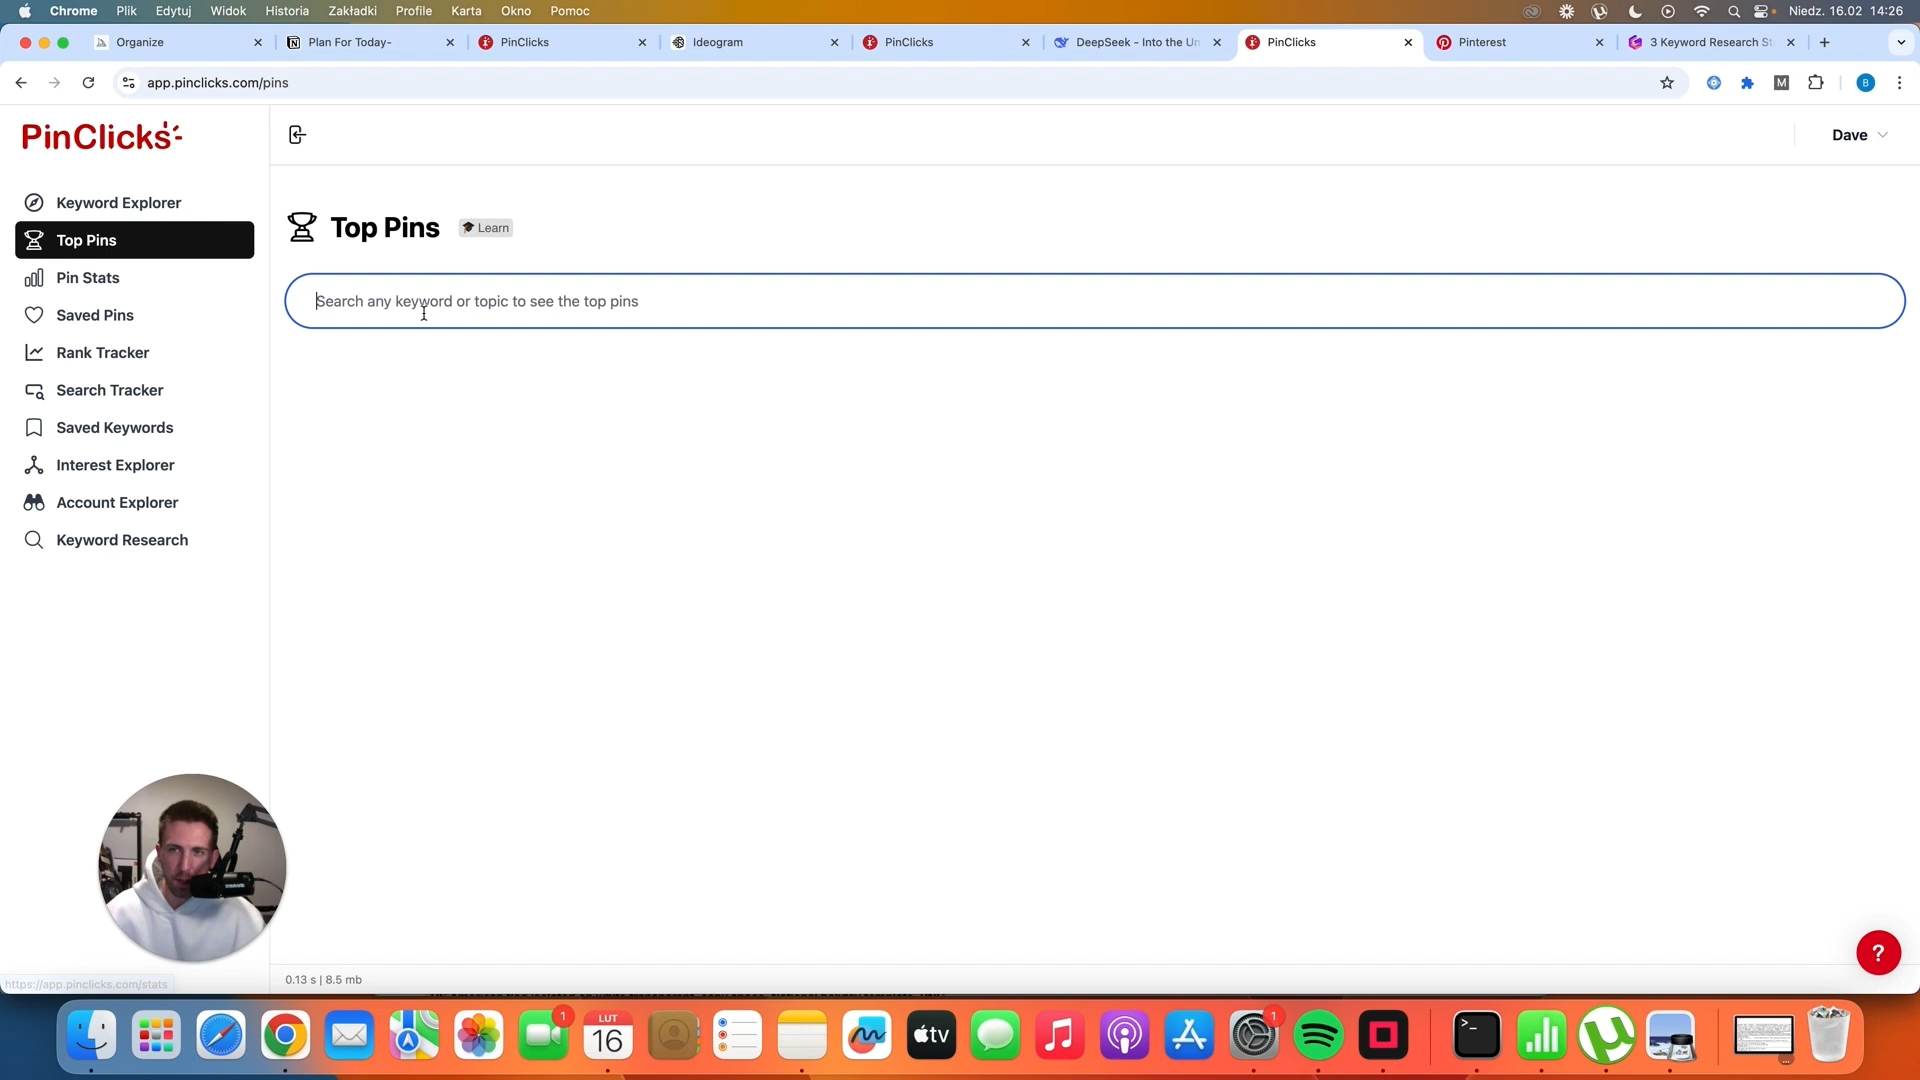 Chrome Plik Edytuj Widok Historia Zakładki Profile Karta Okno Pomoc Niedz. 16.02 14:26
Organize Plan For Today- PinClicks Ideogram PinClicks DeepSeek - Into the Un PinClicks Pinterest 3 Keyword Research St
app.pinclicks.com/pins M B
PinClicks
Dave
Keyword Explorer
Top Pins
Pin Stats
Saved Pins
Rank Tracker
Search Tracker
Saved Keywords
Interest Explorer
Account Explorer
Keyword Research
Top Pins Learn
Search any keyword or topic to see the top pins
?
0.13 s | 8.5 mb
https://app.pinclicks.com/stats
1 LUT 16 tv 1